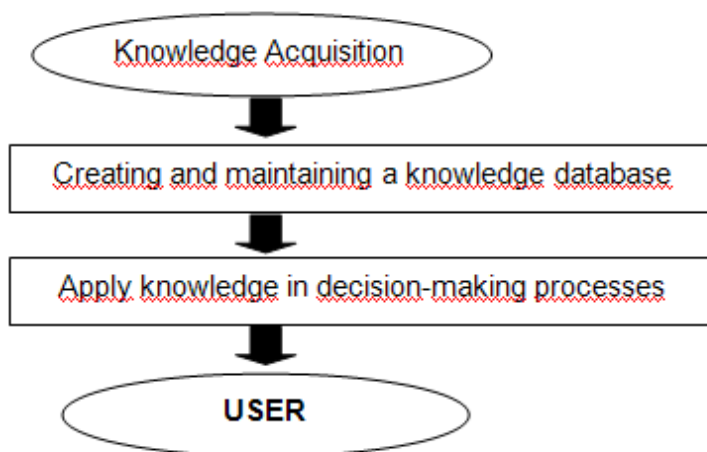 Knowledge Acquisition
Creating and maintaining a knowledge database
Apply knowledge in decision-making processes
USER